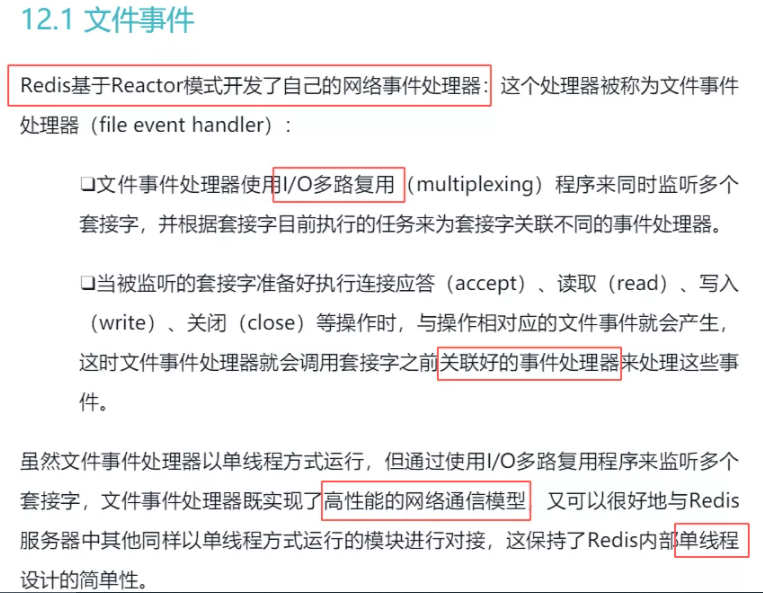 12.1 文件事件
Redis基于Reactor模式开发了自己的网络事件处理器：这个处理器被称为文件事件
处理器（file event handler）：
❑文件事件处理器使用I/O多路复用（multiplexing）程序来同时监听多个
套接字，并根据套接字目前执行的任务来为套接字关联不同的事件处理器。
❑当被监听的套接字准备好执行连接应答（accept）、读取（read）、写入
（write）、关闭（close）等操作时，与操作相对应的文件事件就会产生，
这时文件事件处理器就会调用套接字之前关联好的事件处理器来处理这些事
件。
虽然文件事件处理器以单线程方式运行，但通过使用I/O多路复用程序来监听多个
套接字，文件事件处理器既实现了高性能的网络通信模型，又可以很好地与Redis
服务器中其他同样以单线程方式运行的模块进行对接，这保持了Redis内部单线程
设计的简单性。